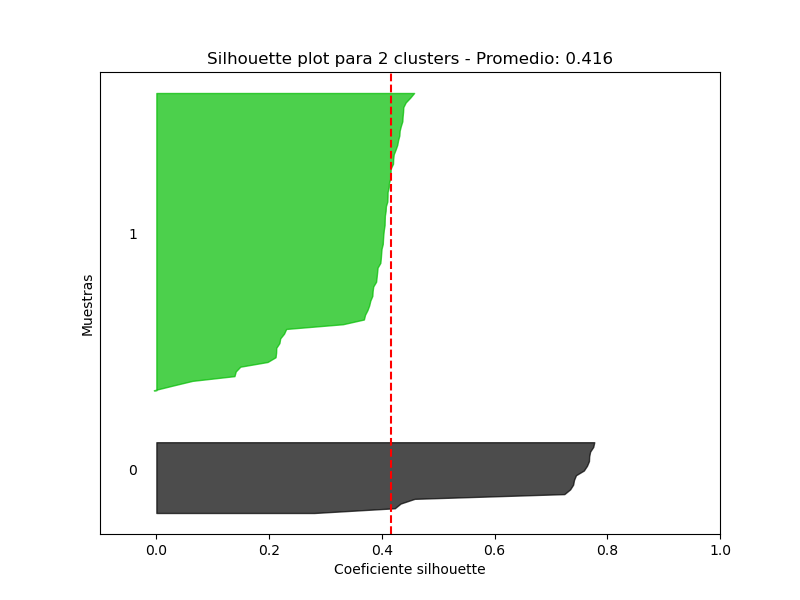 Silhouette plot para 2 clusters - Promedio: 0.416
1
Muestras
0
0.0 0.2 0.4 0.6 0.8 1.0
Coeficiente silhouette